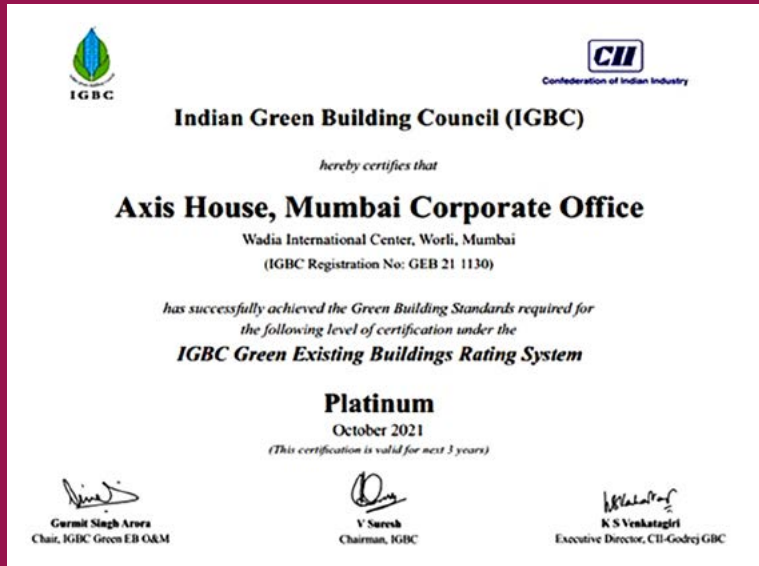 IGBC
CII
Confederation of Indian Industry
Indian Green Building Council (IGBC)
hereby certifies that
Axis House, Mumbai Corporate Office
Wadia International Center, Worli, Mumbai
(IGBC Registration No: GEB 21 1130)
has successfully achieved the Green Building Standards required for
the following level of certification under the
IGBC Green Existing Buildings Rating System
Platinum
October 2021
(This certification is valid for next 3 years)
Gurmit Singh Arora
Chair, IGBC Green EB O&M
V Suresh
Chairman, IGBC
K S Venkatagiri
Executive Director, CII-Godrej GBC